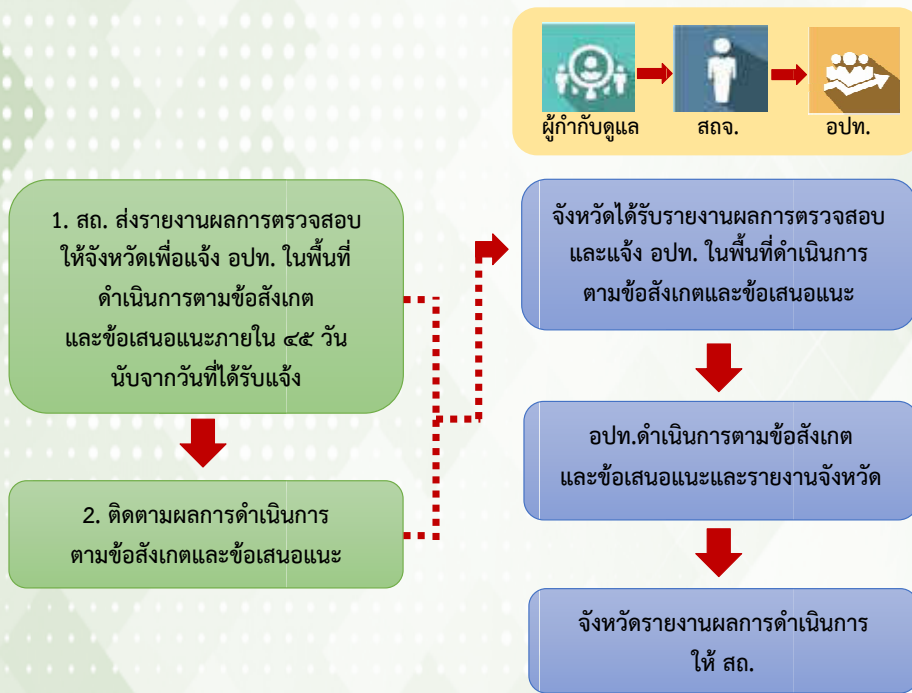 ผู้กำกับดูแล
สถจ.
อปท.
1. สถ. ส่งรายงานผลการตรวจสอบ
ให้จังหวัดเพื่อแจ้ง อปท. ในพื้นที่
ดำเนินการตามข้อสังเกต
และข้อเสนอแนะภายใน ๔๕ วัน
นับจากวันที่ได้รับแจ้ง
2. ติดตามผลการดำเนินการ
ตามข้อสังเกตและข้อเสนอแนะ
จังหวัดได้รับรายงานผลการตรวจสอบ
และแจ้ง อปท. ในพื้นที่ดำเนินการ
ตามข้อสังเกตและข้อเสนอแนะ
อปท.ดำเนินการตามข้อสังเกต
และข้อเสนอแนะและรายงานจังหวัด
จังหวัดรายงานผลการดำเนินการ
ให้ สถ.